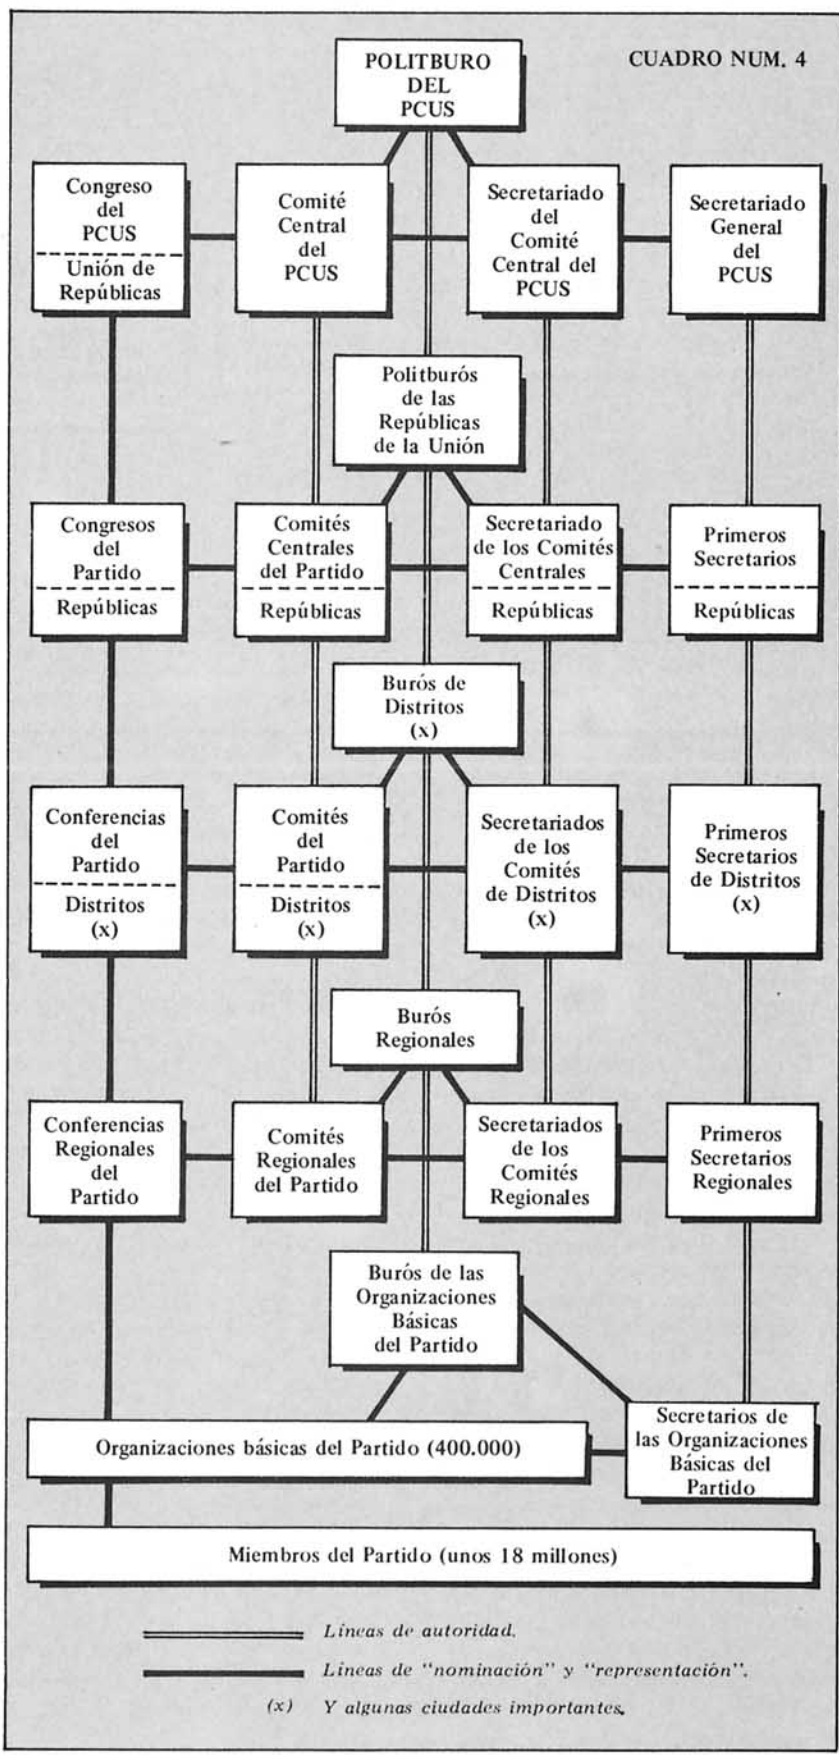 CUADRO NUM. 4
POLITBURO
DEL
PCUS
Congreso
del
PCUS
Unión de
Repúblicas
Comité
Central
del
PCUS
Secretariado
del
Comité
Central del
PCUS
Secretariado
General
del
PCUS
Politburós
de las
Repúblicas
de la Unión
Congresos
del
Partido
Repúblicas
Comités
Centrales
del Partido
Repúblicas
Secretariado
de los Comités
Centrales
Repúblicas
Primeros
Secretarios
Repúblicas
Burós de
Distritos
(x)
Conferencias
del
Partido
Distritos
(x)
Comités
del
Partido
Distritos
(x)
Secretariados
de los
Comités
de Distritos
(x)
Primeros
Secretarios
de Distritos
(x)
Burós
Regionales
Conferencias
Regionales
del
Partido
Comités
Regionales
del Partido
Secretariados
de los
Comités
Regionales
Primeros
Secretarios
Regionales
Burós de las
Organizaciones
Básicas
del Partido
Organizaciones básicas del Partido (400.000)
Secretarios de
las Organizaciones
Básicas del
Partido
Miembros del Partido (unos 18 millones)
Líneas de autoridad.
Líneas de "nominación" y "representación".
(x) Y algunas ciudades importantes.